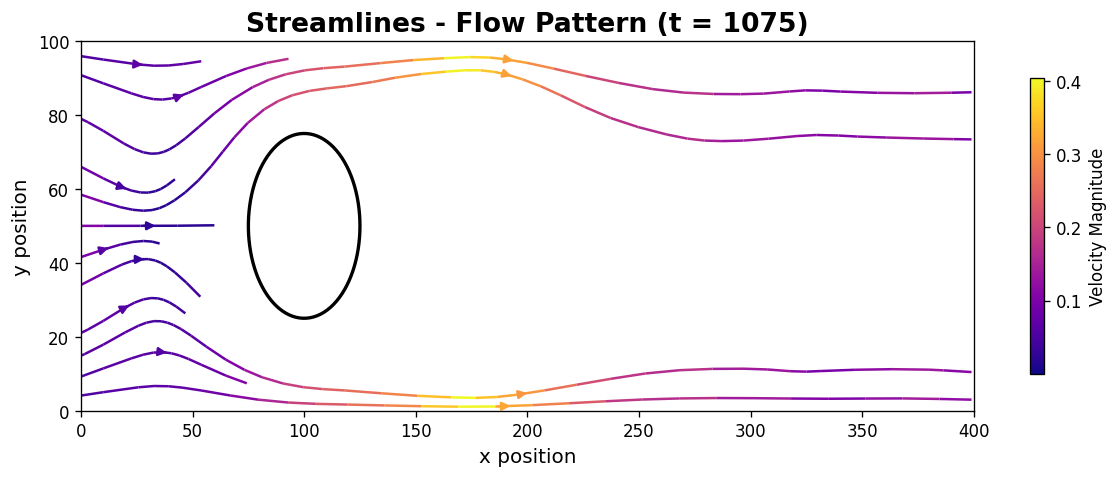 Streamlines - Flow Pattern (t = 1075)
100
80
60
40
20
0
y position
0 50 100 150 200 250 300 350 400
x position
0.4
0.3
0.2
0.1
Velocity Magnitude